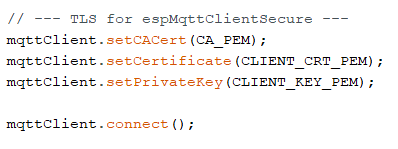 // --- TLS for espMqttClientSecure ---
mqttClient.setCACert(CA_PEM);
mqttClient.setCertificate(CLIENT_CRT_PEM);
mqttClient.setPrivateKey(CLIENT_KEY_PEM);
mqttClient.connect();